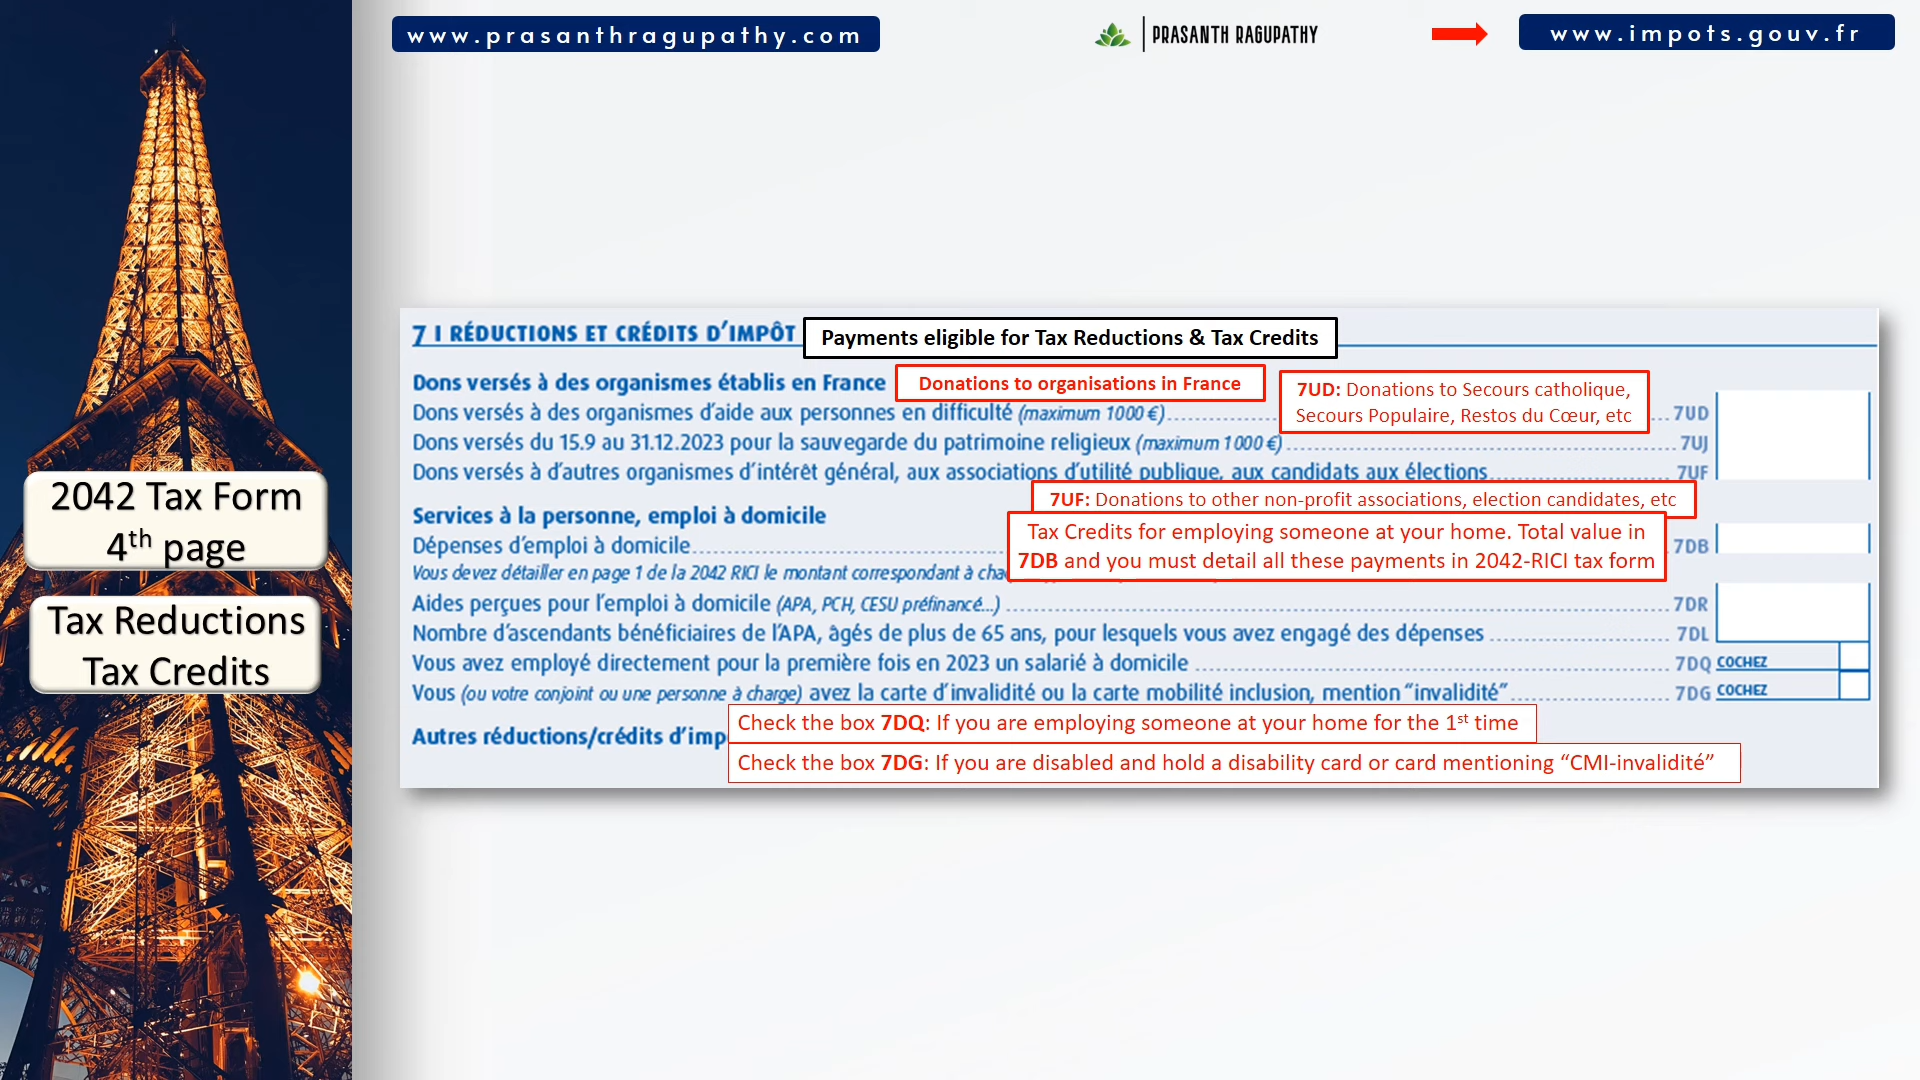 www.prasanthragupathy.com
PRASANTH RAGUPATHY
www.impots.gouv.fr
2042 Tax Form
4th page
Tax Reductions
Tax Credits
7 I RÉDUCTIONS ET CRÉDITS D'IMPÔT
Payments eligible for Tax Reductions & Tax Credits
Dons versés à des organismes établis en France
Donations to organisations in France
7UD: Donations to Secours catholique,
Secours Populaire, Restos du Cœur, etc
Dons versés à des organismes d'aide aux personnes en difficulté (maximum 1000 €) 7UD
Dons versés du 15.9 au 31.12.2023 pour la sauvegarde du patrimoine religieux (maximum 1000 €) 7UJ
Dons versés à d'autres organismes d'intérêt général, aux associations d'utilité publique, aux candidats aux élections 7UF
7UF: Donations to other non-profit associations, election candidates, etc
Services à la personne, emploi à domicile
Tax Credits for employing someone at your home. Total value in
7DB and you must detail all these payments in 2042-RICI tax form
Dépenses d'emploi à domicile 7DB
Vous devez détailler en page 1 de la 2042 RICI le montant correspondant à
Aides perçues pour l'emploi à domicile (APA, PCH, CESU préfinancé...) 7DR
Nombre d'ascendants bénéficiaires de l'APA, âgés de plus de 65 ans, pour lesquels vous avez engagé des dépenses 7DL
Vous avez employé directement pour la première fois en 2023 un salarié à domicile 7DQ COCHEZ
Vous (ou votre conjoint ou une personne à charge) avez la carte d'invalidité ou la carte mobilité inclusion, mention "invalidité" 7DG COCHEZ
Check the box 7DQ: If you are employing someone at your home for the 1st time
Autres réductions/crédits
Check the box 7DG: If you are disabled and hold a disability card or card mentioning “CMI-invalidité”